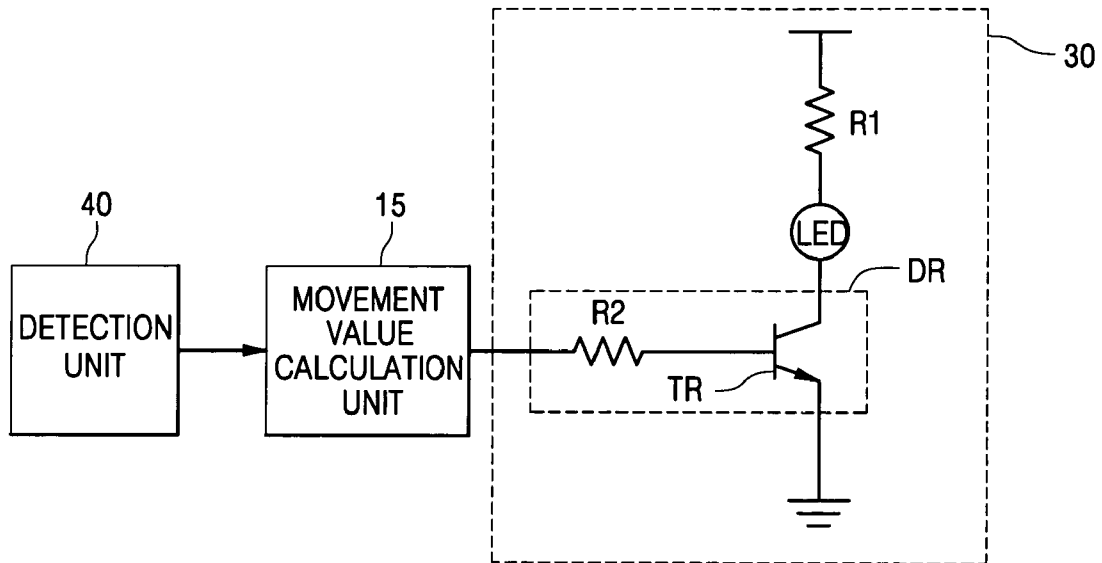 30
R1
40
15
LED
DR
DETECTION
UNIT
MOVEMENT
VALUE
CALCULATION
UNIT
R2
TR